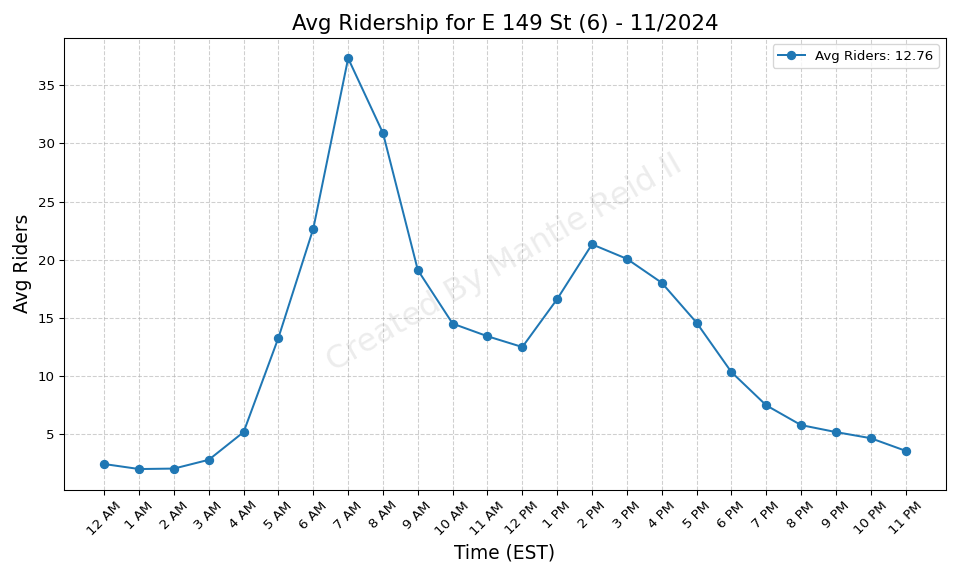 Avg Ridership for E 149 St (6) - 11/2024
Avg Riders: 12.76
Avg Riders
35
30
25
20
15
10
5
Created By Mantie Reid II
12 AM
1 AM
2 AM
3 AM
4 AM
5 AM
6 AM
7 AM
8 AM
9 AM
10 AM
11 AM
12 PM
1 PM
2 PM
3 PM
4 PM
5 PM
6 PM
7 PM
8 PM
9 PM
10 PM
11 PM
Time (EST)